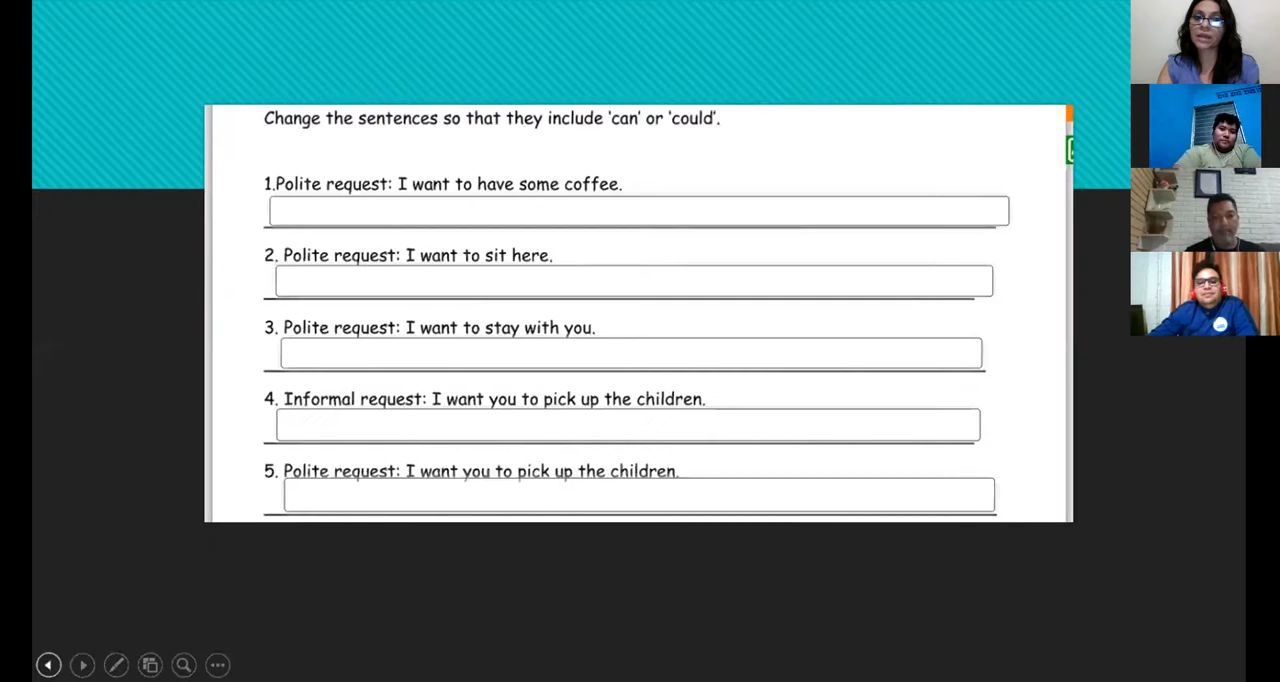 Change the sentences so that they include 'can' or 'could'.
1.Polite request: I want to have some coffee.
2. Polite request: I want to sit here.
3. Polite request: I want to stay with you.
4. Informal request: I want you to pick up the children.
5. Polite request: I want you to pick up the children.